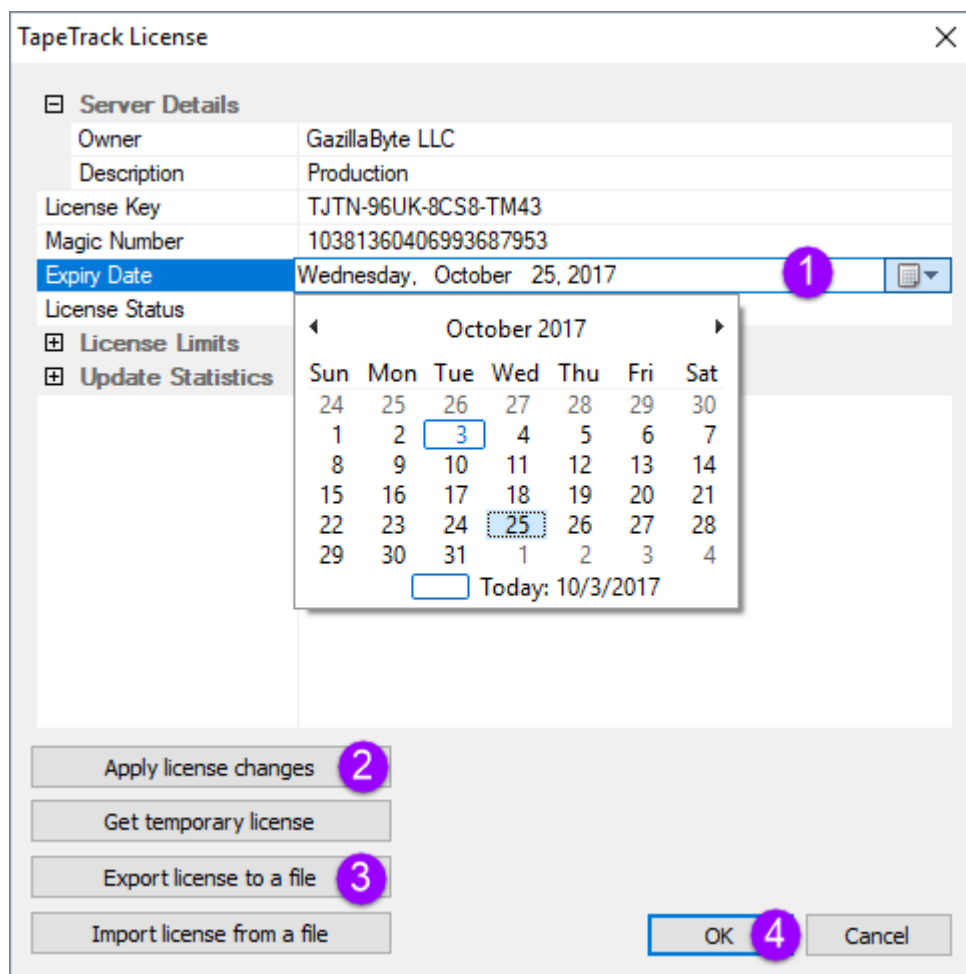 TapeTrack License
Server Details
Owner GazillaByte LLC
Description Production
License Key TJTN-96UK-8CS8-TM43
Magic Number 10381360406993687953
Expiry Date Wednesday, October 25, 2017 1
License Status
License Limits
Update Statistics
October 2017
Sun Mon Tue Wed Thu Fri Sat
24 25 26 27 28 29 30
1 2 3 4 5 6 7
8 9 10 11 12 13 14
15 16 17 18 19 20 21
22 23 24 25 26 27 28
29 30 31 1 2 3 4
Today: 10/3/2017
Apply license changes 2
Get temporary license
Export license to a file 3
Import license from a file
OK 4 Cancel